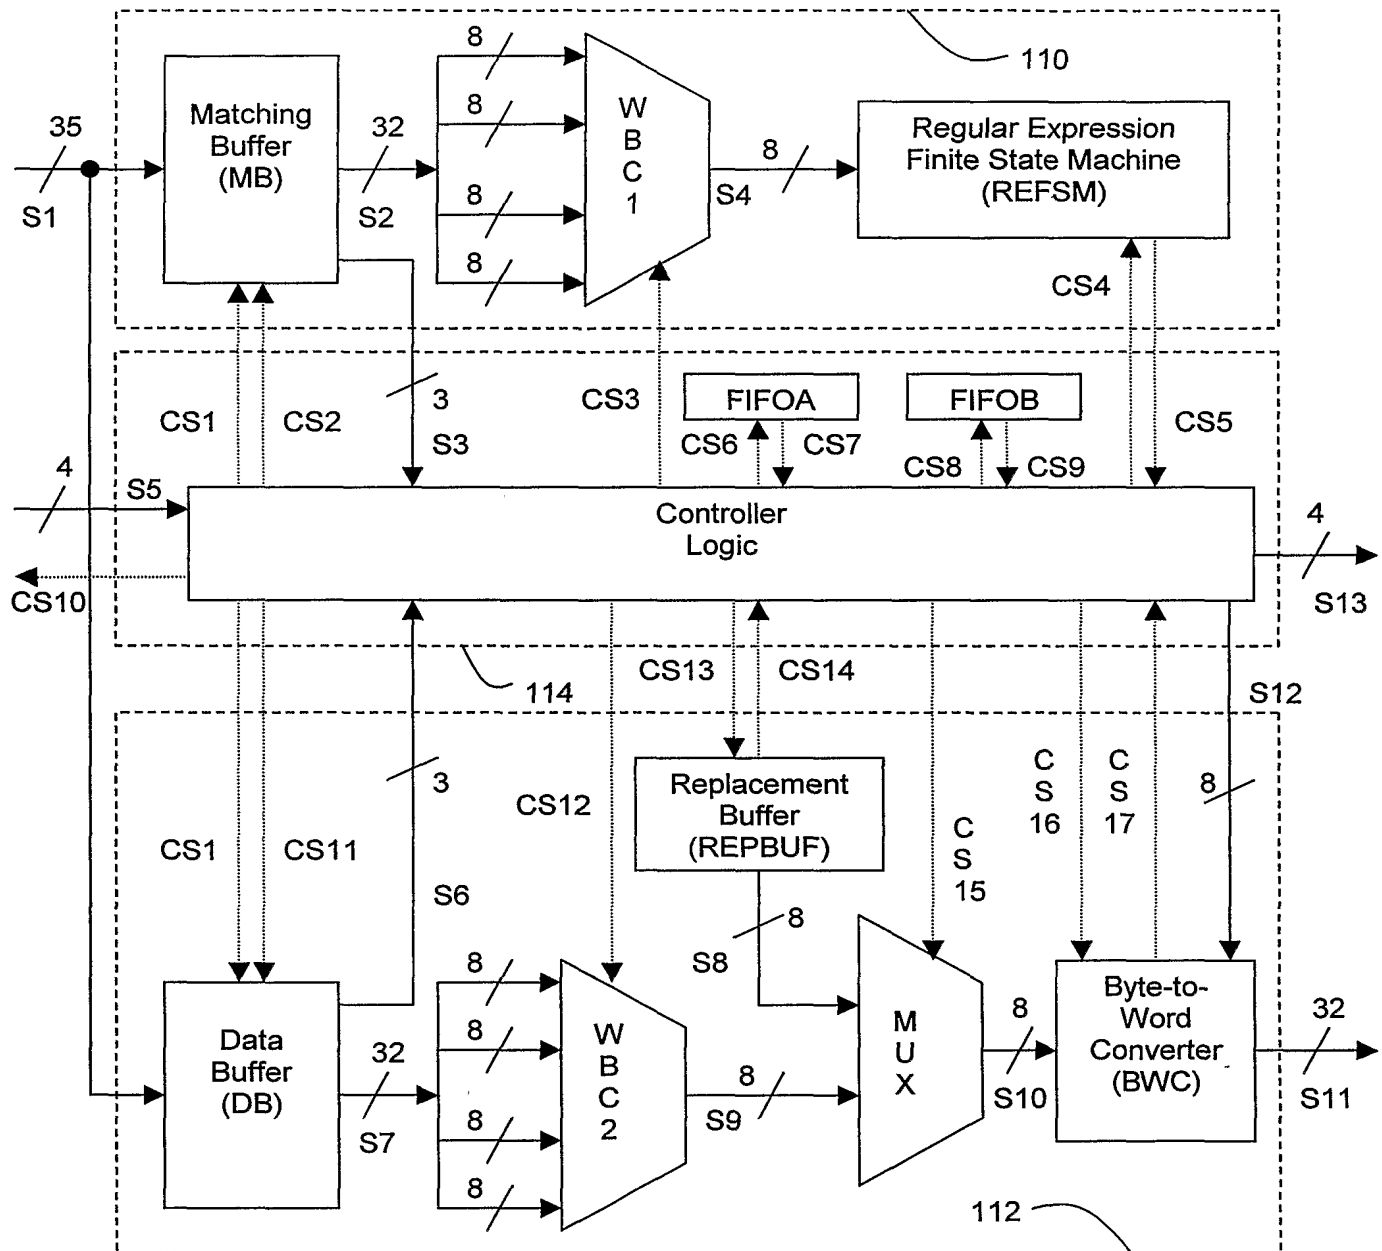 8
110
35
Matching
Buffer
(MB)
32
8
W
B
C
1
8
Regular Expression
Finite State Machine
(REFSM)
S1
S2
8
S4
8
CS4
CS1
CS2
3
S3
CS3
FIFOA
FIFOB
CS6
CS7
CS8
CS9
CS5
4
S5
Controller
Logic
4
CS10
S13
CS13
CS14
114
S12
3
CS12
Replacement
Buffer
(REPBUF)
C
S
16
C
S
17
8
CS1
CS11
C
S
15
S6
8
S8
8
Data
Buffer
(DB)
32
8
W
B
C
2
8
M
U
X
8
Byte-to-
Word
Converter
(BWC)
32
S7
8
S9
S10
S11
8
112